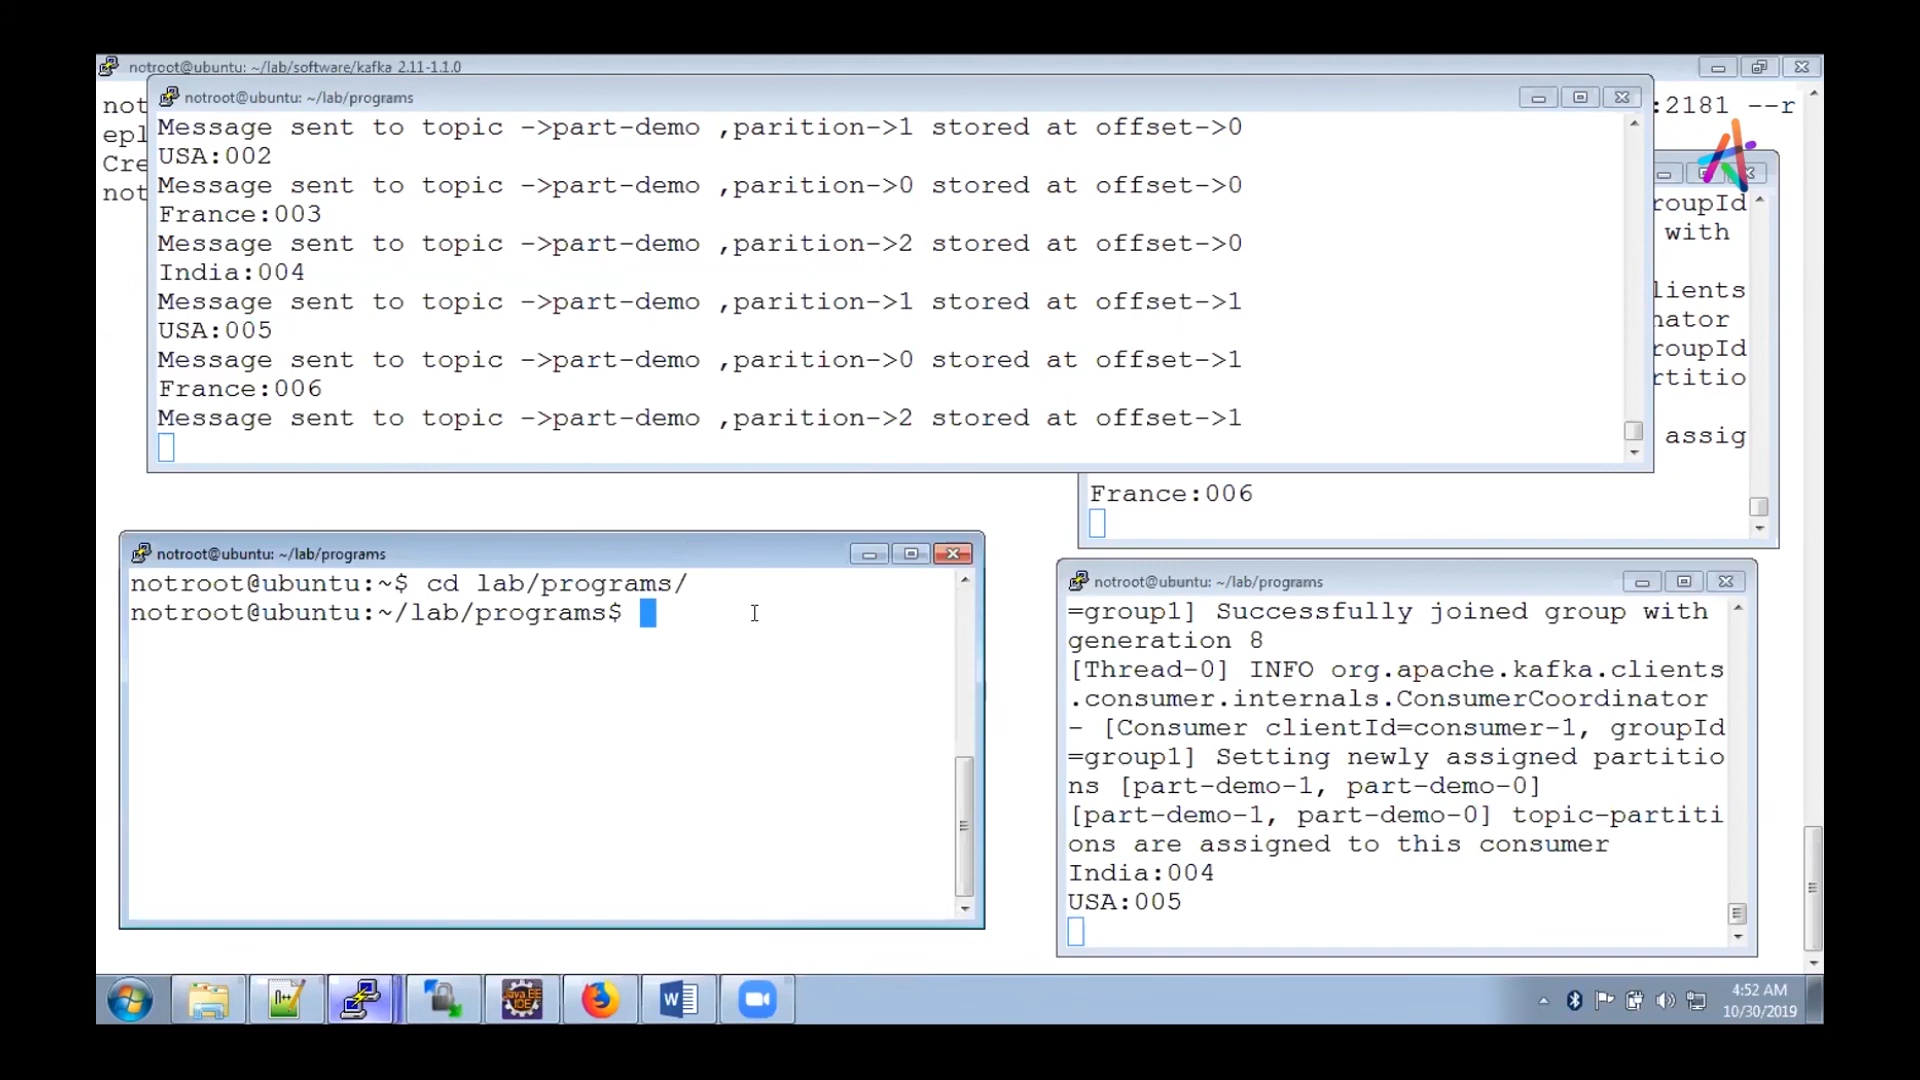 notroot@ubuntu: ~/lab/software/kafka_2.11-1.1.0
not
:2181 --r
epl
Cre
not
notroot@ubuntu: ~/lab/programs
Message sent to topic ->part-demo ,parition->1 stored at offset->0
USA:002
Message sent to topic ->part-demo ,parition->0 stored at offset->0
France:003
Message sent to topic ->part-demo ,parition->2 stored at offset->0
India:004
Message sent to topic ->part-demo ,parition->1 stored at offset->1
USA:005
Message sent to topic ->part-demo ,parition->0 stored at offset->1
France:006
Message sent to topic ->part-demo ,parition->2 stored at offset->1
roupId
with
lients
nator
roupId
rtitio
assig
France:006
notroot@ubuntu: ~/lab/programs
notroot@ubuntu:~$ cd lab/programs/
notroot@ubuntu:~/lab/programs$
notroot@ubuntu: ~/lab/programs
=group1] Successfully joined group with
generation 8
[Thread-0] INFO org.apache.kafka.clients
.consumer.internals.ConsumerCoordinator
- [Consumer clientId=consumer-1, groupId
=group1] Setting newly assigned partitio
ns [part-demo-1, part-demo-0]
[part-demo-1, part-demo-0] topic-partiti
ons are assigned to this consumer
India:004
USA:005
N++
Java EE
IDE
W
4:52 AM
10/30/2019